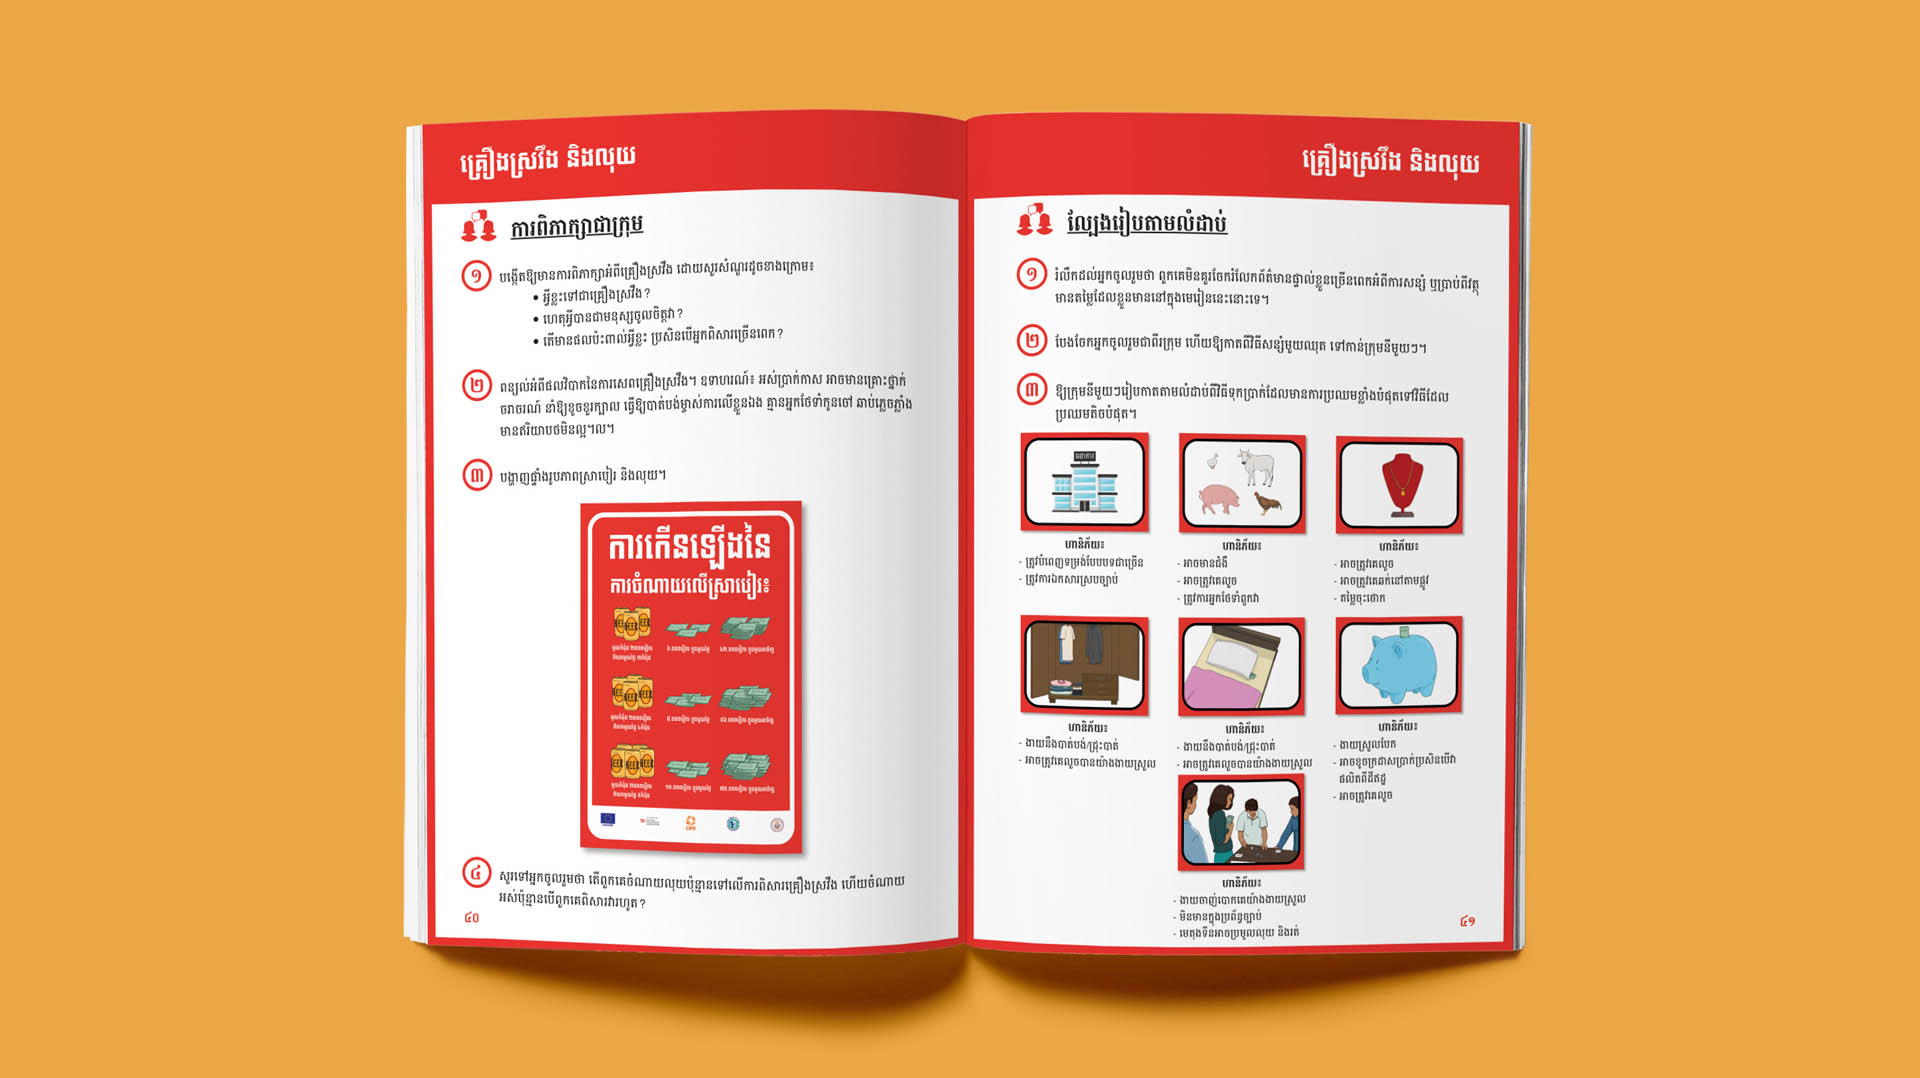 គ្រឿងស្រវឹង និងលុយ
ការពិភាក្សាជាក្រុម
១
បង្កើតឱ្យមានការពិភាក្សាអំពីគ្រឿងស្រវឹង ដោយសួរសំណួរដូចខាងក្រោម៖
• អ្វីខ្លះទៅជាគ្រឿងស្រវឹង?
• ហេតុអ្វីបានជាមនុស្សចូលចិត្តវា?
• តើមានផលប៉ះពាល់អ្វីខ្លះ ប្រសិនបើអ្នកពិសារច្រើនពេក?
២
ពន្យល់អំពីផលវិបាកនៃការសេពគ្រឿងស្រវឹង។ ឧទាហរណ៍៖ អស់ប្រាក់កាស អាចមានគ្រោះថ្នាក់
ចរាចរណ៍ នាំឱ្យខូចខួរក្បាល ធ្វើឱ្យបាត់បង់ម្ចាស់ការលើខ្លួនឯង គ្មានអ្នកថែទាំកូនចៅ ឆាប់ភ្លេចភ្លាំង
មានឥរិយាបថមិនល្អ។ល។
៣
បង្ហាញផ្ទាំងរូបភាពស្រាបៀរ និងលុយ។
ការកើនឡើងនៃ
ការចំណាយលើស្រាបៀរ៖
BEER
care
៤
សួរទៅអ្នកចូលរួមថា តើពួកគេចំណាយលុយប៉ុន្មានទៅលើការពិសារគ្រឿងស្រវឹង ហើយចំណាយ
អស់ប៉ុន្មានបើពួកគេពិសារវារហូត?
៤០
គ្រឿងស្រវឹង និងលុយ
ល្បែងរៀបតាមលំដាប់
១
រំលឹកដល់អ្នកចូលរួមថា ពួកគេមិនគួរចែករំលែកព័ត៌មានផ្ទាល់ខ្លួនច្រើនពេកអំពីការសន្សំ ឬប្រាប់ពីវត្ថុ
មានតម្លៃដែលខ្លួនមាននៅក្នុងមេរៀននេះនោះទេ។
២
បែងចែកអ្នកចូលរួមជាពីរក្រុម ហើយឱ្យកាតពីវិធីសន្សំមួយឈុត ទៅកាន់ក្រុមនីមួយៗ។
៣
ឱ្យក្រុមនីមួយៗរៀបកាតតាមលំដាប់ពីវិធីទុកប្រាក់ដែលមានការប្រឈមខ្លាំងបំផុតទៅវិធីដែល
ប្រឈមតិចបំផុត។
ធនាគារ
ហានិភ័យ៖
- ត្រូវបំពេញទម្រង់បែបបទជាច្រើន
- ត្រូវការឯកសារស្របច្បាប់
ហានិភ័យ៖
- អាចមានជំងឺ
- អាចត្រូវគេលួច
- ត្រូវការអ្នកថែទាំពួកវា
ហានិភ័យ៖
- អាចត្រូវគេលួច
- អាចត្រូវគេឆក់នៅតាមផ្លូវ
- តម្លៃចុះថោក
ហានិភ័យ៖
- ងាយនឹងបាត់បង់/ជ្រុះបាត់
- អាចត្រូវគេលួចបានយ៉ាងងាយស្រួល
ហានិភ័យ៖
- ងាយនឹងបាត់បង់/ជ្រុះបាត់
- អាចត្រូវគេលួចបានយ៉ាងងាយស្រួល
ហានិភ័យ៖
- ងាយស្រួលបែក
- អាចខូចក្រដាសប្រាក់ប្រសិនបើវា
ផលិតពីដីឥដ្ឋ
- អាចត្រូវគេលួច
ហានិភ័យ៖
- ងាយចាញ់បោកគេយ៉ាងងាយស្រួល
- មិនមានក្នុងប្រព័ន្ធច្បាប់
- មេតុងទីនអាចប្រមូលលុយ និងរត់
៤១